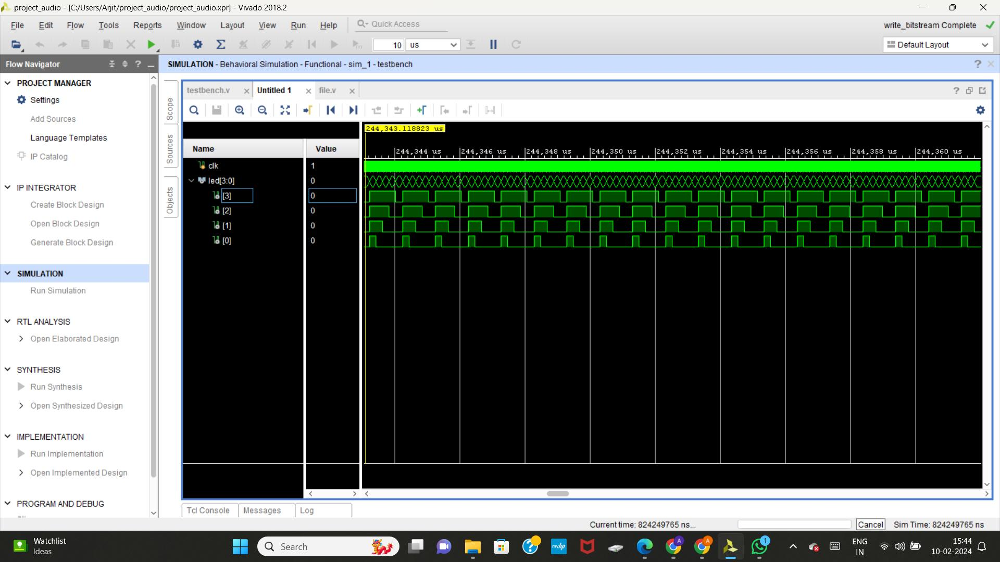 project_audio - [C:/Users/Arjit/project_audio/project_audio.xpr] - Vivado 2018.2
File Edit Flow Tools Reports Window Layout View Run Help Quick Access
write_bitstream Complete
10 us
Default Layout
Flow Navigator
SIMULATION - Behavioral Simulation - Functional - sim_1 - testbench
PROJECT MANAGER
Settings
Add Sources
Language Templates
IP Catalog
IP INTEGRATOR
Create Block Design
Open Block Design
Generate Block Design
SIMULATION
Run Simulation
RTL ANALYSIS
Open Elaborated Design
SYNTHESIS
Run Synthesis
Open Synthesized Design
IMPLEMENTATION
Run Implementation
Open Implemented Design
PROGRAM AND DEBUG
Scope
Sources
Objects
testbench.v Untitled 1 file.v
244,343.118823 us
Name Value
244,344 us 244,346 us 244,348 us 244,350 us 244,352 us 244,354 us 244,356 us 244,358 us 244,360 us
clk 1
led[3:0] 0
[3] 0
[2] 0
[1] 0
[0] 0
Tcl Console Messages Log
Current time: 824249765 ns... Cancel Sim Time: 824249765 ns
Watchlist
Ideas
Search
myhp
A
A
1
ENG
IN
15:44
10-02-2024